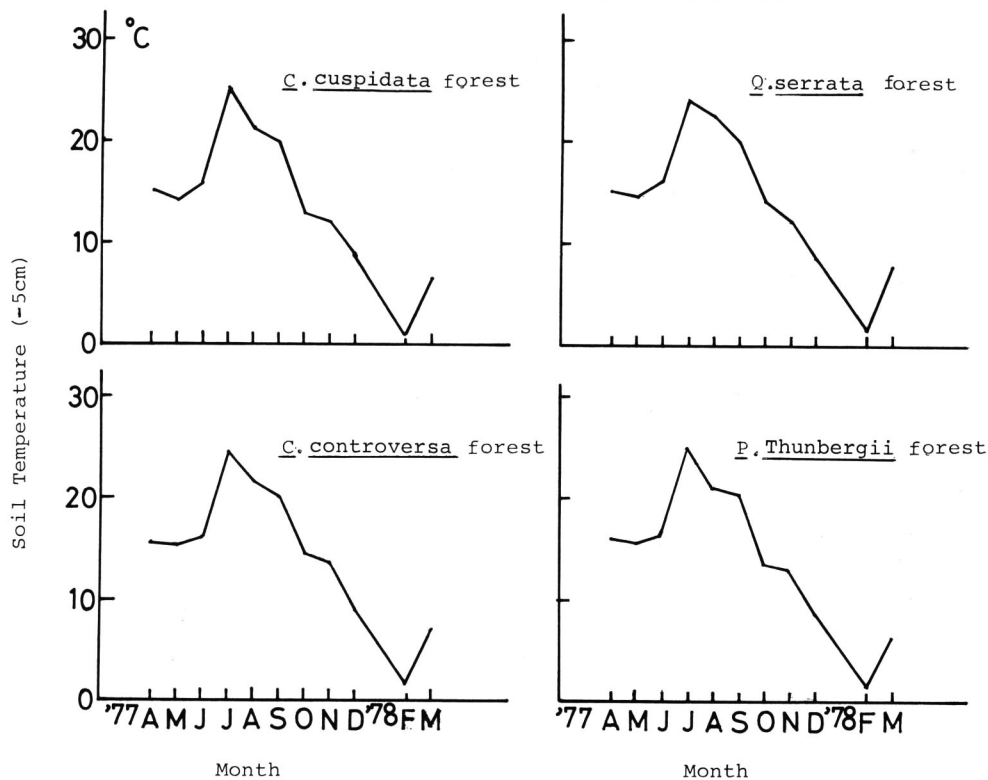 30 °C
C. cuspidata forest
Q. serrata forest
20
10
0
Soil Temperature (-5cm)
30
C. controversa forest
P. Thunbergii forest
20
10
0
'77 A M J J A S O N D '78 F M
'77 A M J J A S O N D '78 F M
Month
Month